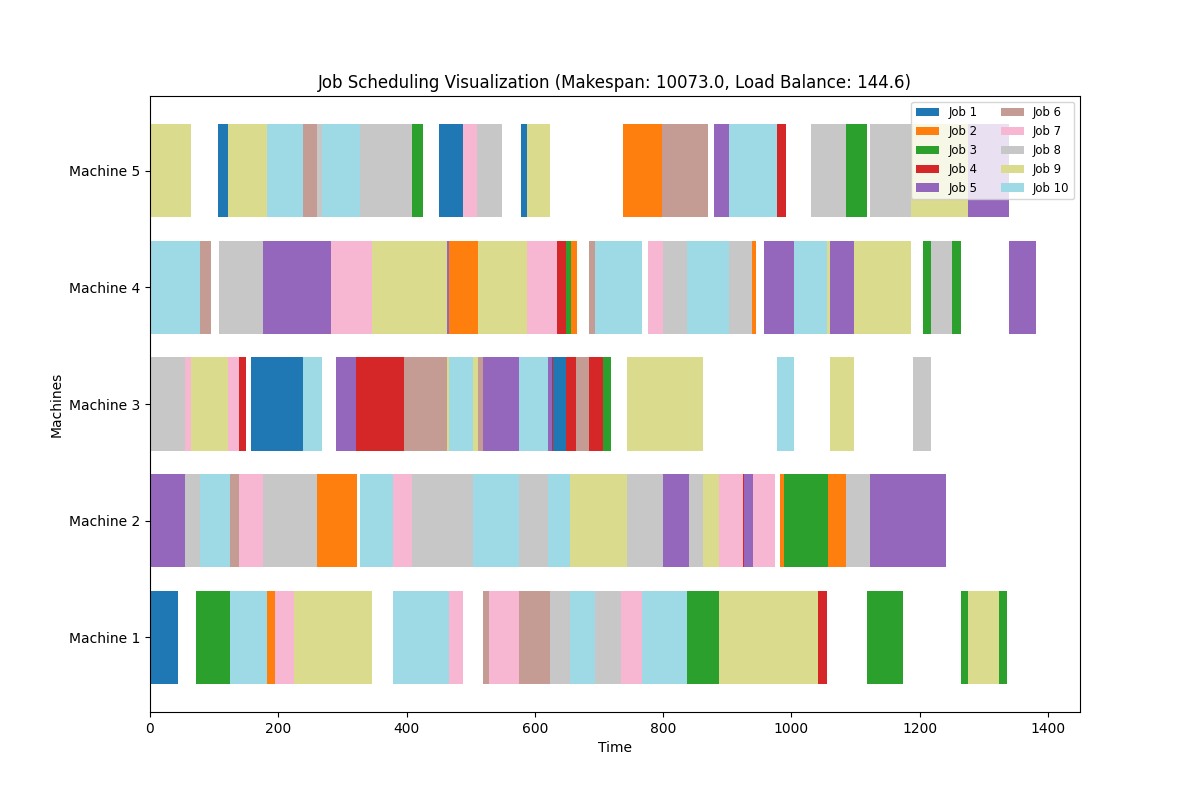 Job Scheduling Visualization (Makespan: 10073.0, Load Balance: 144.6)
Job 1
Job 2
Job 3
Job 4
Job 5
Job 6
Job 7
Job 8
Job 9
Job 10
Machine 5
Machine 4
Machine 3
Machine 2
Machine 1
Machines
0 200 400 600 800 1000 1200 1400
Time